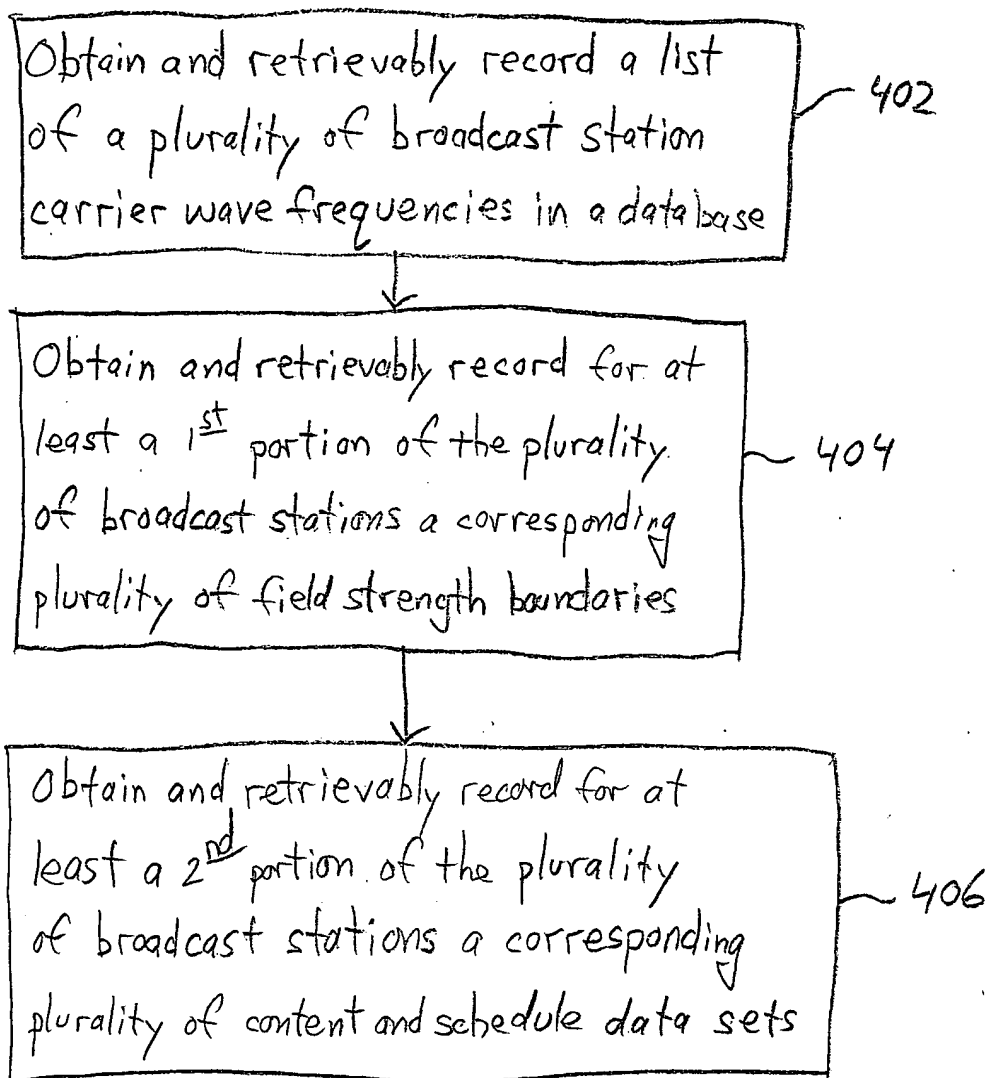 Obtain and retrievably record a list
of a plurality of broadcast station
carrier wave frequencies in a database
402
Obtain and retrievably record for at
least a 1st portion of the plurality
of broadcast stations a corresponding
plurality of field strength boundaries
404
Obtain and retrievably record for at
least a 2nd portion of the plurality
of broadcast stations a corresponding
plurality of content and schedule data sets
406